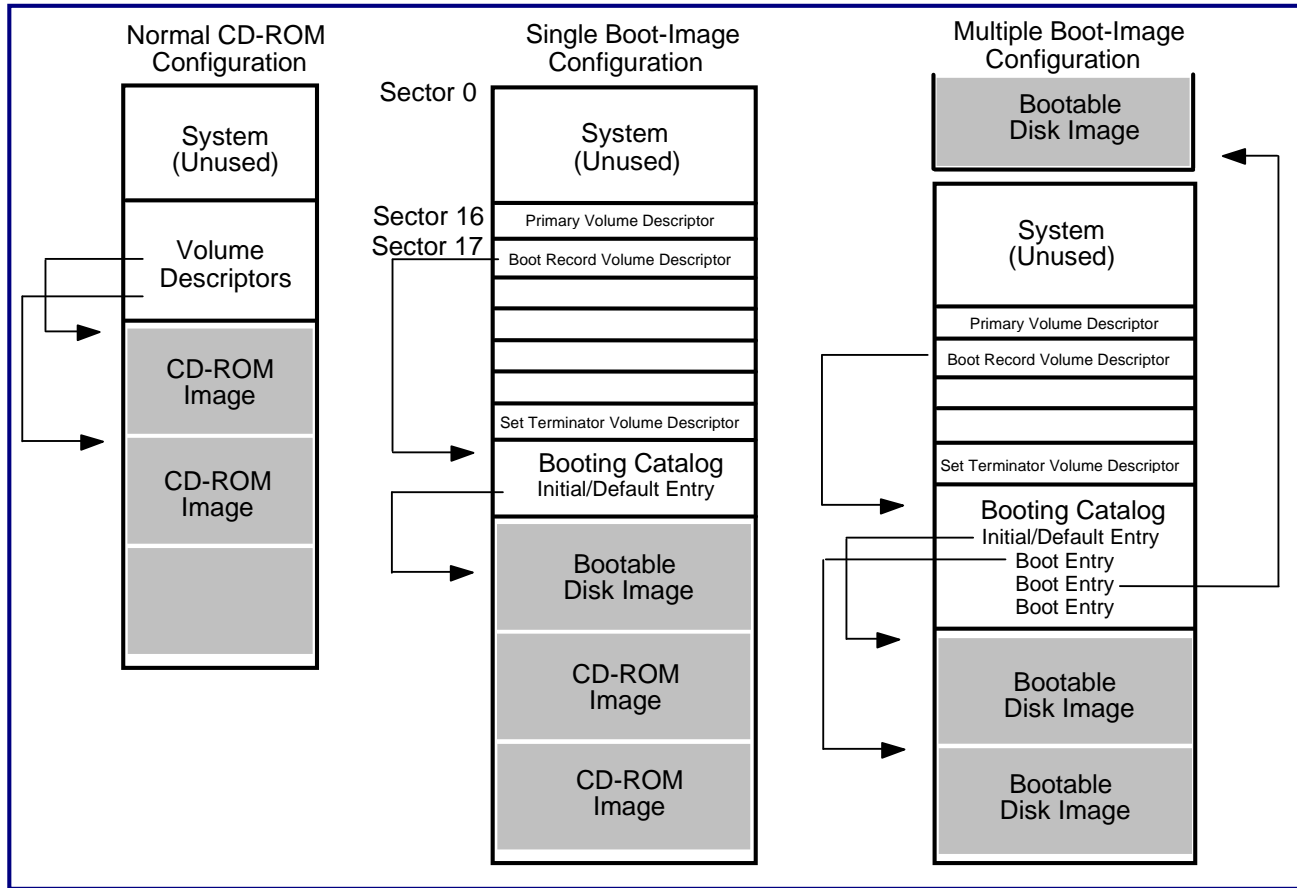 Normal CD-ROM
Configuration
System
(Unused)
Volume
Descriptors
CD-ROM
Image
CD-ROM
Image
Single Boot-Image
Configuration
Sector 0
System
(Unused)
Sector 16
Primary Volume Descriptor
Sector 17
Boot Record Volume Descriptor
Set Terminator Volume Descriptor
Booting Catalog
Initial/Default Entry
Bootable
Disk Image
CD-ROM
Image
CD-ROM
Image
Multiple Boot-Image
Configuration
Bootable
Disk Image
System
(Unused)
Primary Volume Descriptor
Boot Record Volume Descriptor
Set Terminator Volume Descriptor
Booting Catalog
Initial/Default Entry
Boot Entry
Boot Entry
Boot Entry
Bootable
Disk Image
Bootable
Disk Image